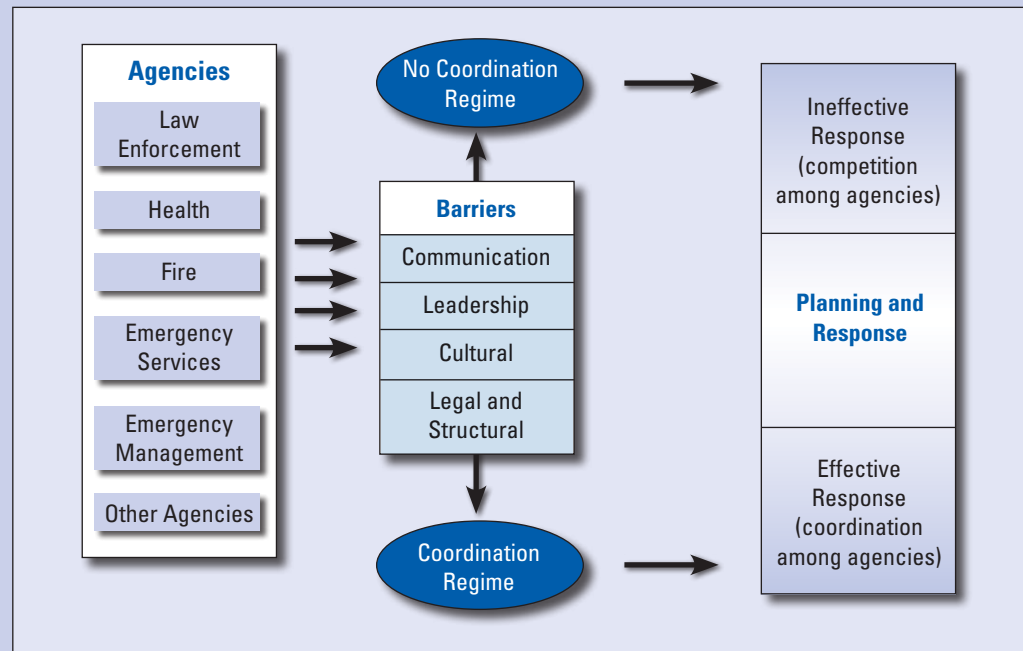 Agencies
Law
Enforcement
Health
Fire
Emergency
Services
Emergency
Management
Other Agencies
No Coordination
Regime
Barriers
Communication
Leadership
Cultural
Legal and
Structural
Coordination
Regime
Ineffective
Response
(competition
among agencies)
Planning and
Response
Effective
Response
(coordination
among agencies)